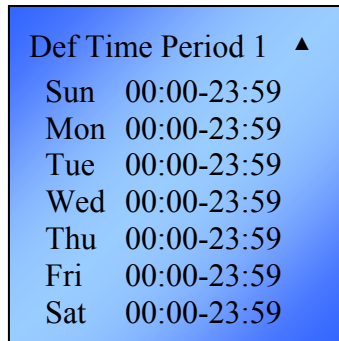 Def Time Period 1 ▲
Sun 00:00-23:59
Mon 00:00-23:59
Tue 00:00-23:59
Wed 00:00-23:59
Thu 00:00-23:59
Fri 00:00-23:59
Sat 00:00-23:59